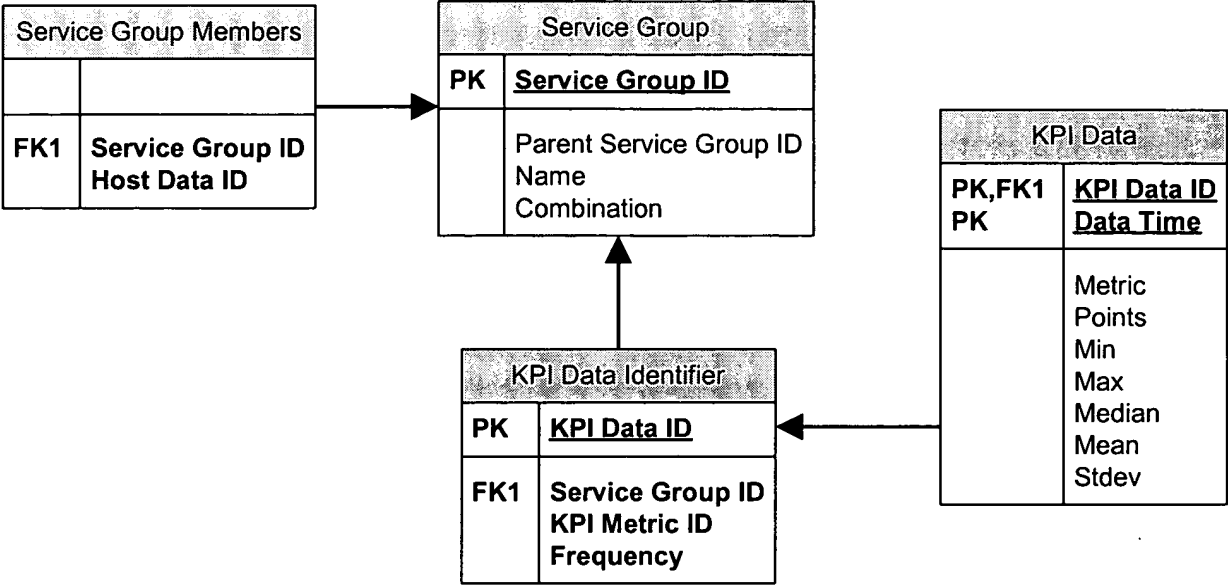 Service Group Members
FK1 Service Group ID
Host Data ID
Service Group
PK Service Group ID
Parent Service Group ID
Name
Combination
KPI Data
PK,FK1 KPI Data ID
PK Data Time
Metric
Points
Min
Max
Median
Mean
Stdev
KPI Data Identifier
PK KPI Data ID
FK1 Service Group ID
KPI Metric ID
Frequency